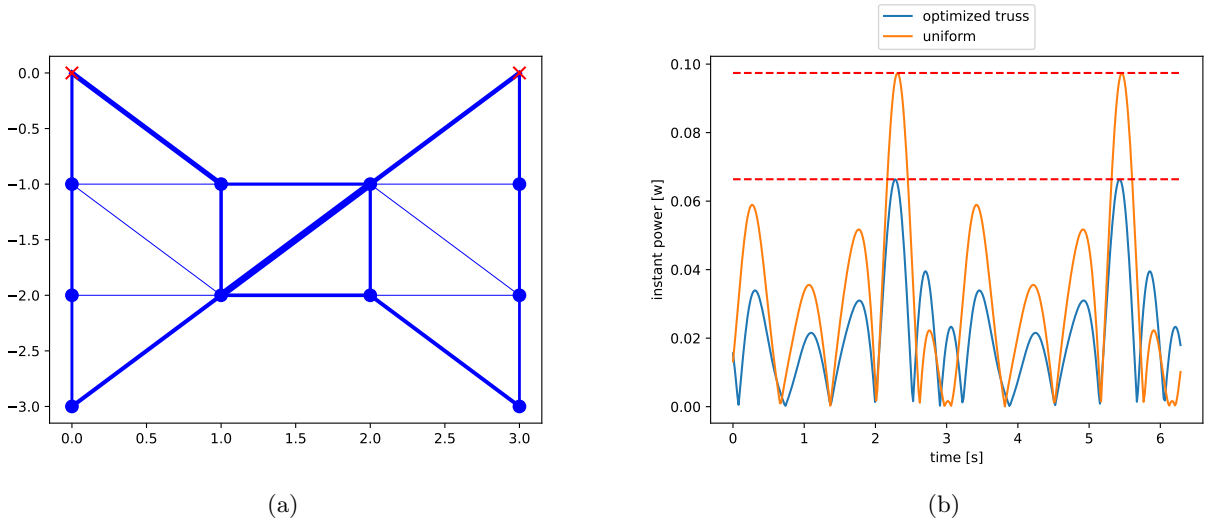 optimized truss
uniform
0.0
−0.5
−1.0
−1.5
−2.0
−2.5
−3.0
0.0 0.5 1.0 1.5 2.0 2.5 3.0
(a)
instant power [w]
0.10
0.08
0.06
0.04
0.02
0.00
0 1 2 3 4 5 6
time [s]
(b)